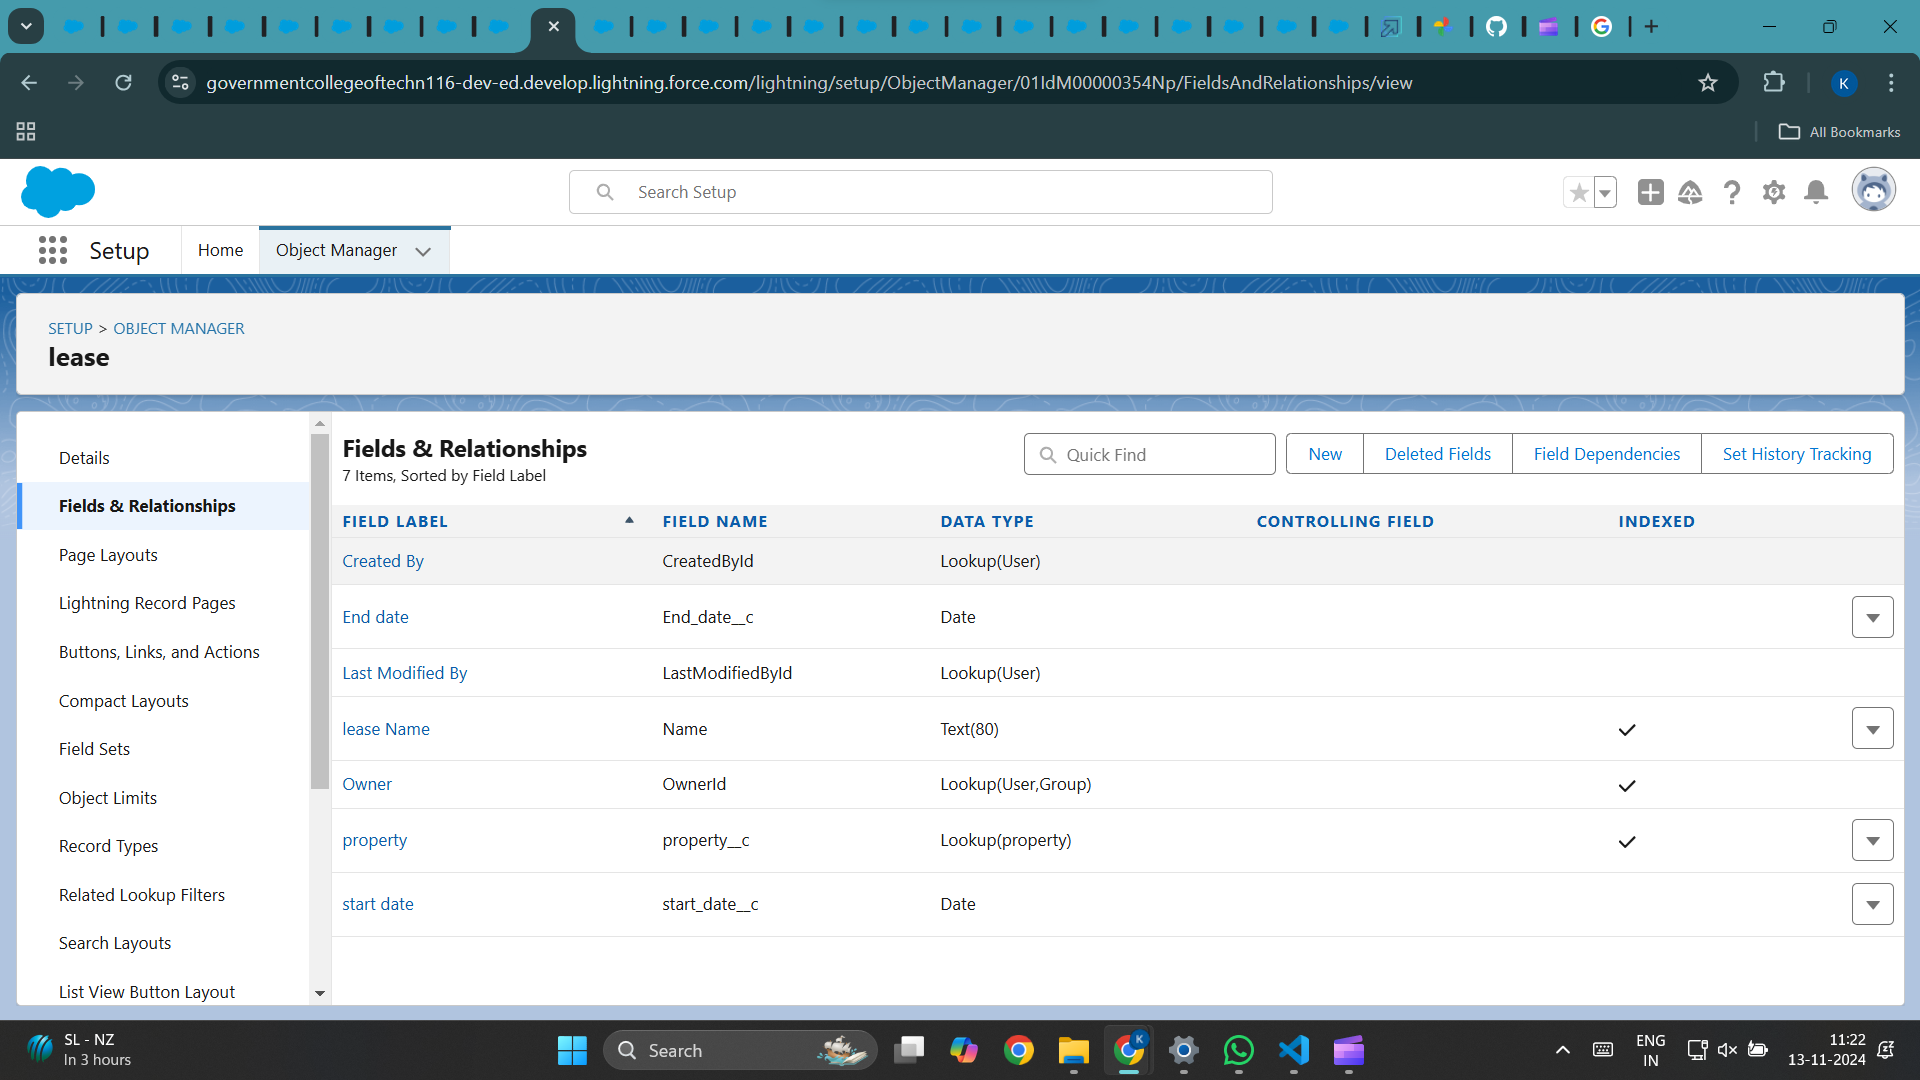 governmentcollegeoftechn116-dev-ed.develop.lightning.force.com/lightning/setup/ObjectManager/01IdM00000354Np/FieldsAndRelationships/view
K
All Bookmarks
Search Setup
Setup
Home
Object Manager
SETUP > OBJECT MANAGER
lease
Details
Fields & Relationships
Page Layouts
Lightning Record Pages
Buttons, Links, and Actions
Compact Layouts
Field Sets
Object Limits
Record Types
Related Lookup Filters
Search Layouts
List View Button Layout
Fields & Relationships
7 Items, Sorted by Field Label
Quick Find
New
Deleted Fields
Field Dependencies
Set History Tracking
FIELD LABEL FIELD NAME DATA TYPE CONTROLLING FIELD INDEXED
Created By CreatedById Lookup(User)
End date End_date__c Date
Last Modified By LastModifiedById Lookup(User)
lease Name Name Text(80)
Owner OwnerId Lookup(User,Group)
property property__c Lookup(property)
start date start_date__c Date
SL - NZ
In 3 hours
Search
K
ENG
IN
11:22
13-11-2024